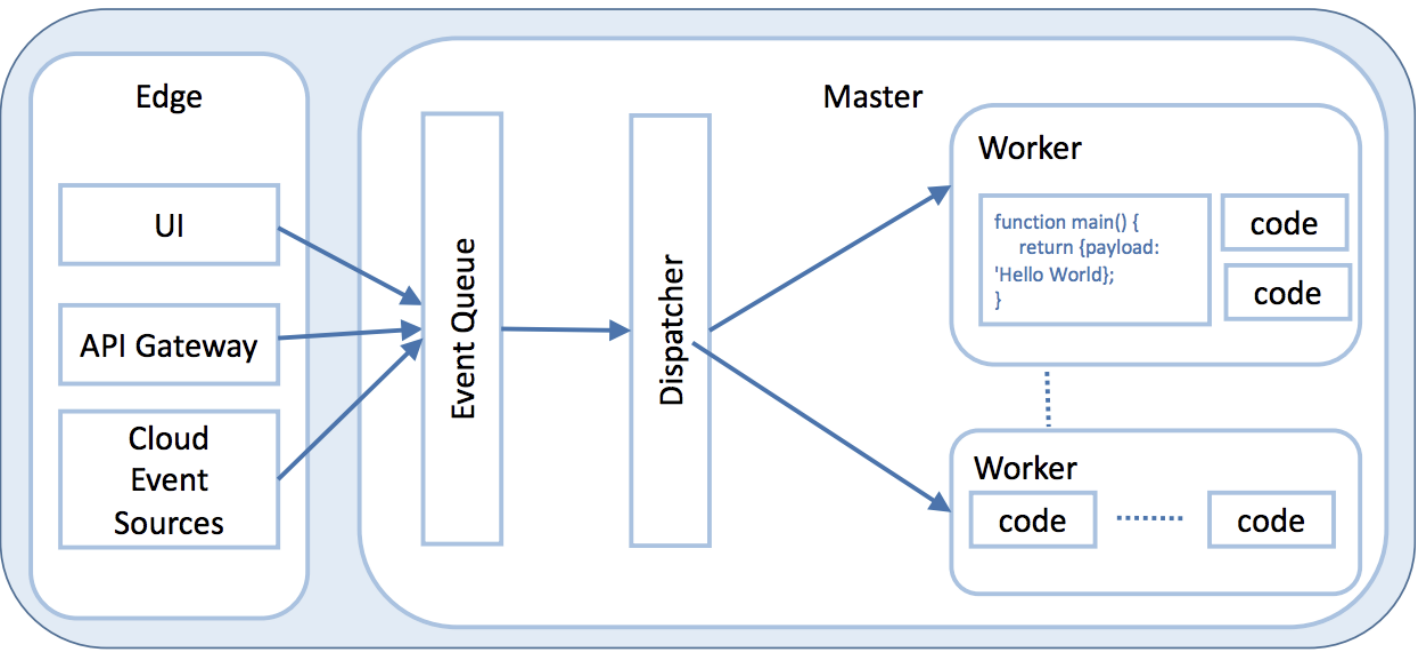 Edge
UI
API Gateway
Cloud
Event
Sources
Master
Event Queue
Dispatcher
Worker
function main() {
return {payload:
'Hello World};
}
code
code
Worker
code
code